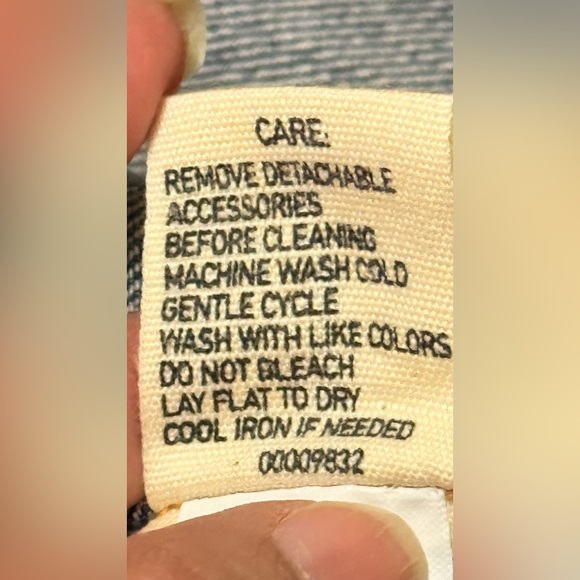 CARE:
REMOVE DETACHABLE
ACCESSORIES
BEFORE CLEANING
MACHINE WASH COLD
GENTLE CYCLE
WASH WITH LIKE COLORS
DO NOT BLEACH
LAY FLAT TO DRY
COOL IRON IF NEEDED
00009832